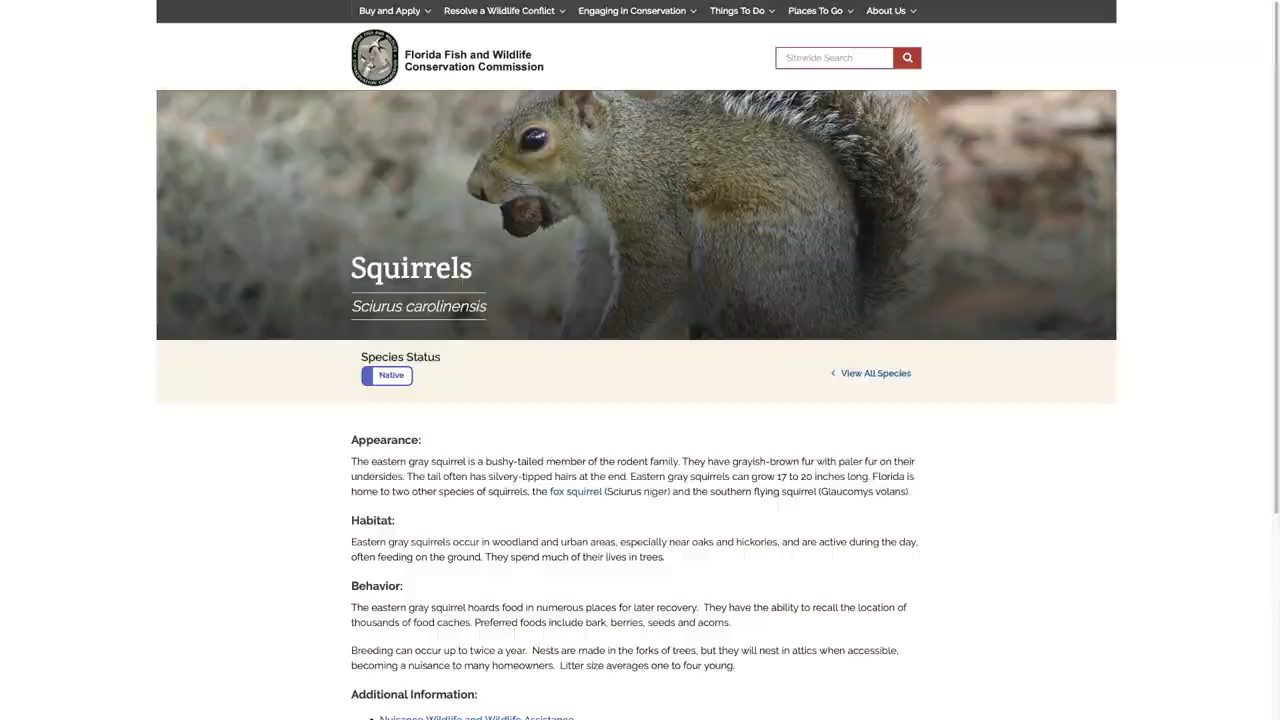 Buy and Apply Resolve a Wildlife Conflict Engaging in Conservation Things To Do Places To Go About Us
Florida Fish and Wildlife
Conservation Commission
Sitewide Search
Squirrels
Sciurus carolinensis
Species Status
Native
View All Species
Appearance:
The eastern gray squirrel is a bushy-tailed member of the rodent family. They have grayish-brown fur with paler fur on their
undersides. The tail often has silvery-tipped hairs at the end. Eastern gray squirrels can grow 17 to 20 inches long. Florida is
home to two other species of squirrels, the fox squirrel (Sciurus niger) and the southern flying squirrel (Glaucomys volans).
Habitat:
Eastern gray squirrels occur in woodland and urban areas, especially near oaks and hickories, and are active during the day,
often feeding on the ground. They spend much of their lives in trees.
Behavior:
The eastern gray squirrel hoards food in numerous places for later recovery. They have the ability to recall the location of
thousands of food caches. Preferred foods include bark, berries, seeds and acorns.
Breeding can occur up to twice a year. Nests are made in the forks of trees, but they will nest in attics when accessible,
becoming a nuisance to many homeowners. Litter size averages one to four young.
Additional Information:
Nuisance Wildlife and Wildlife Assistance